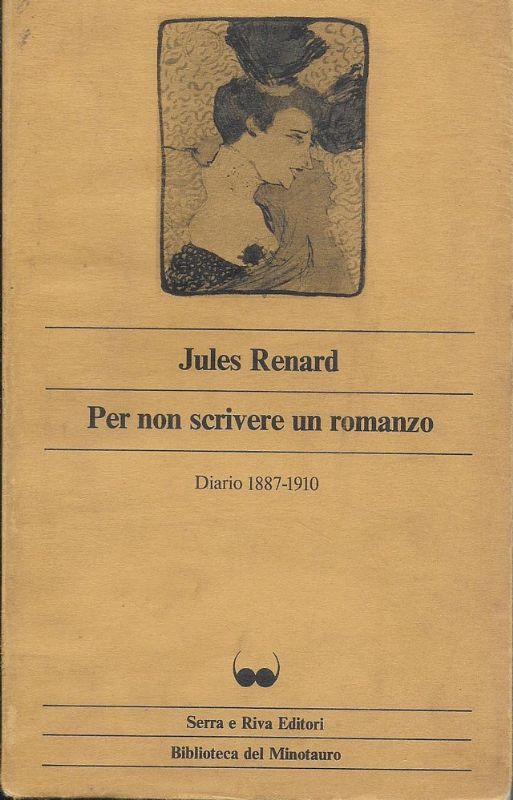 Jules Renard
Per non scrivere un romanzo
Diario 1887-1910
Serra e Riva Editori
Biblioteca del Minotauro